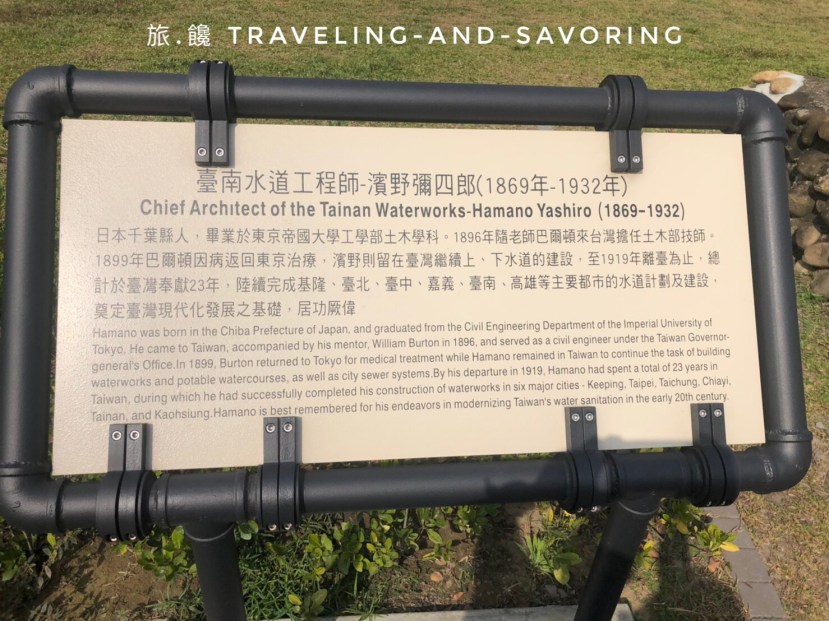 旅.饞 TRAVELING-AND-SAVORING
臺南水道工程師-濱野彌四郎(1869年-1932年)
Chief Architect of the Tainan Waterworks-Hamano Yashiro (1869-1932)
日本千葉縣人，畢業於東京帝國大學工學部土木學科。1896年隨老師巴爾頓來台灣擔任土木部技師。
1899年巴爾頓因病返回東京治療，濱野則留在臺灣繼續上、下水道的建設，至1919年離臺為止，總
計於臺灣奉獻23年，陸續完成基隆、臺北、臺中、嘉義、臺南、高雄等主要都市的水道計劃及建設，
奠定臺灣現代化發展之基礎，居功厥偉
Hamano was born in the Chiba Prefecture of Japan, and graduated from the Civil Engineering Department of the Imperial University of
Tokyo. He came to Taiwan, accompanied by his mentor, William Burton in 1896, and served as a civil engineer under the Taiwan Governor-
general's Office.In 1899, Burton returned to Tokyo for medical treatment while Hamano remained in Taiwan to continue the task of building
waterworks and potable watercourses, as well as city sewer systems.By his departure in 1919, Hamano had spent a total of 23 years in
Taiwan, during which he had successfully completed his construction of waterworks in six major cities - Keeping, Taipei, Taichung, Chiayi,
Tainan, and Kaohsiung.Hamano is best remembered for his endeavors in modernizing Taiwan's water sanitation in the early 20th century.